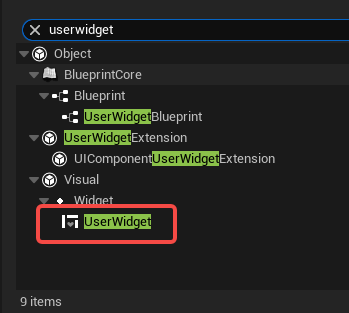 userwidget
Object
BlueprintCore
Blueprint
UserWidgetBlueprint
UserWidgetExtension
UIComponentUserWidgetExtension
Visual
Widget
UserWidget
9 items